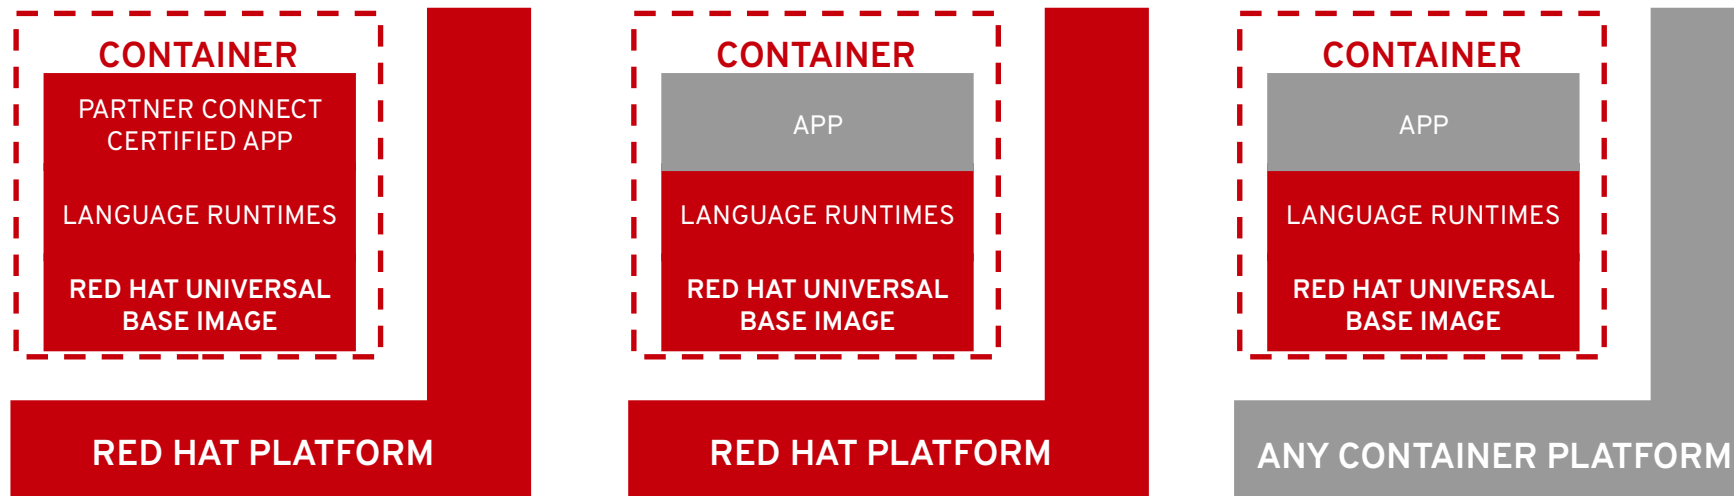 CONTAINER
PARTNER CONNECT
CERTIFIED APP
LANGUAGE RUNTIMES
RED HAT UNIVERSAL
BASE IMAGE
RED HAT PLATFORM
CONTAINER
APP
LANGUAGE RUNTIMES
RED HAT UNIVERSAL
BASE IMAGE
RED HAT PLATFORM
CONTAINER
APP
LANGUAGE RUNTIMES
RED HAT UNIVERSAL
BASE IMAGE
ANY CONTAINER PLATFORM